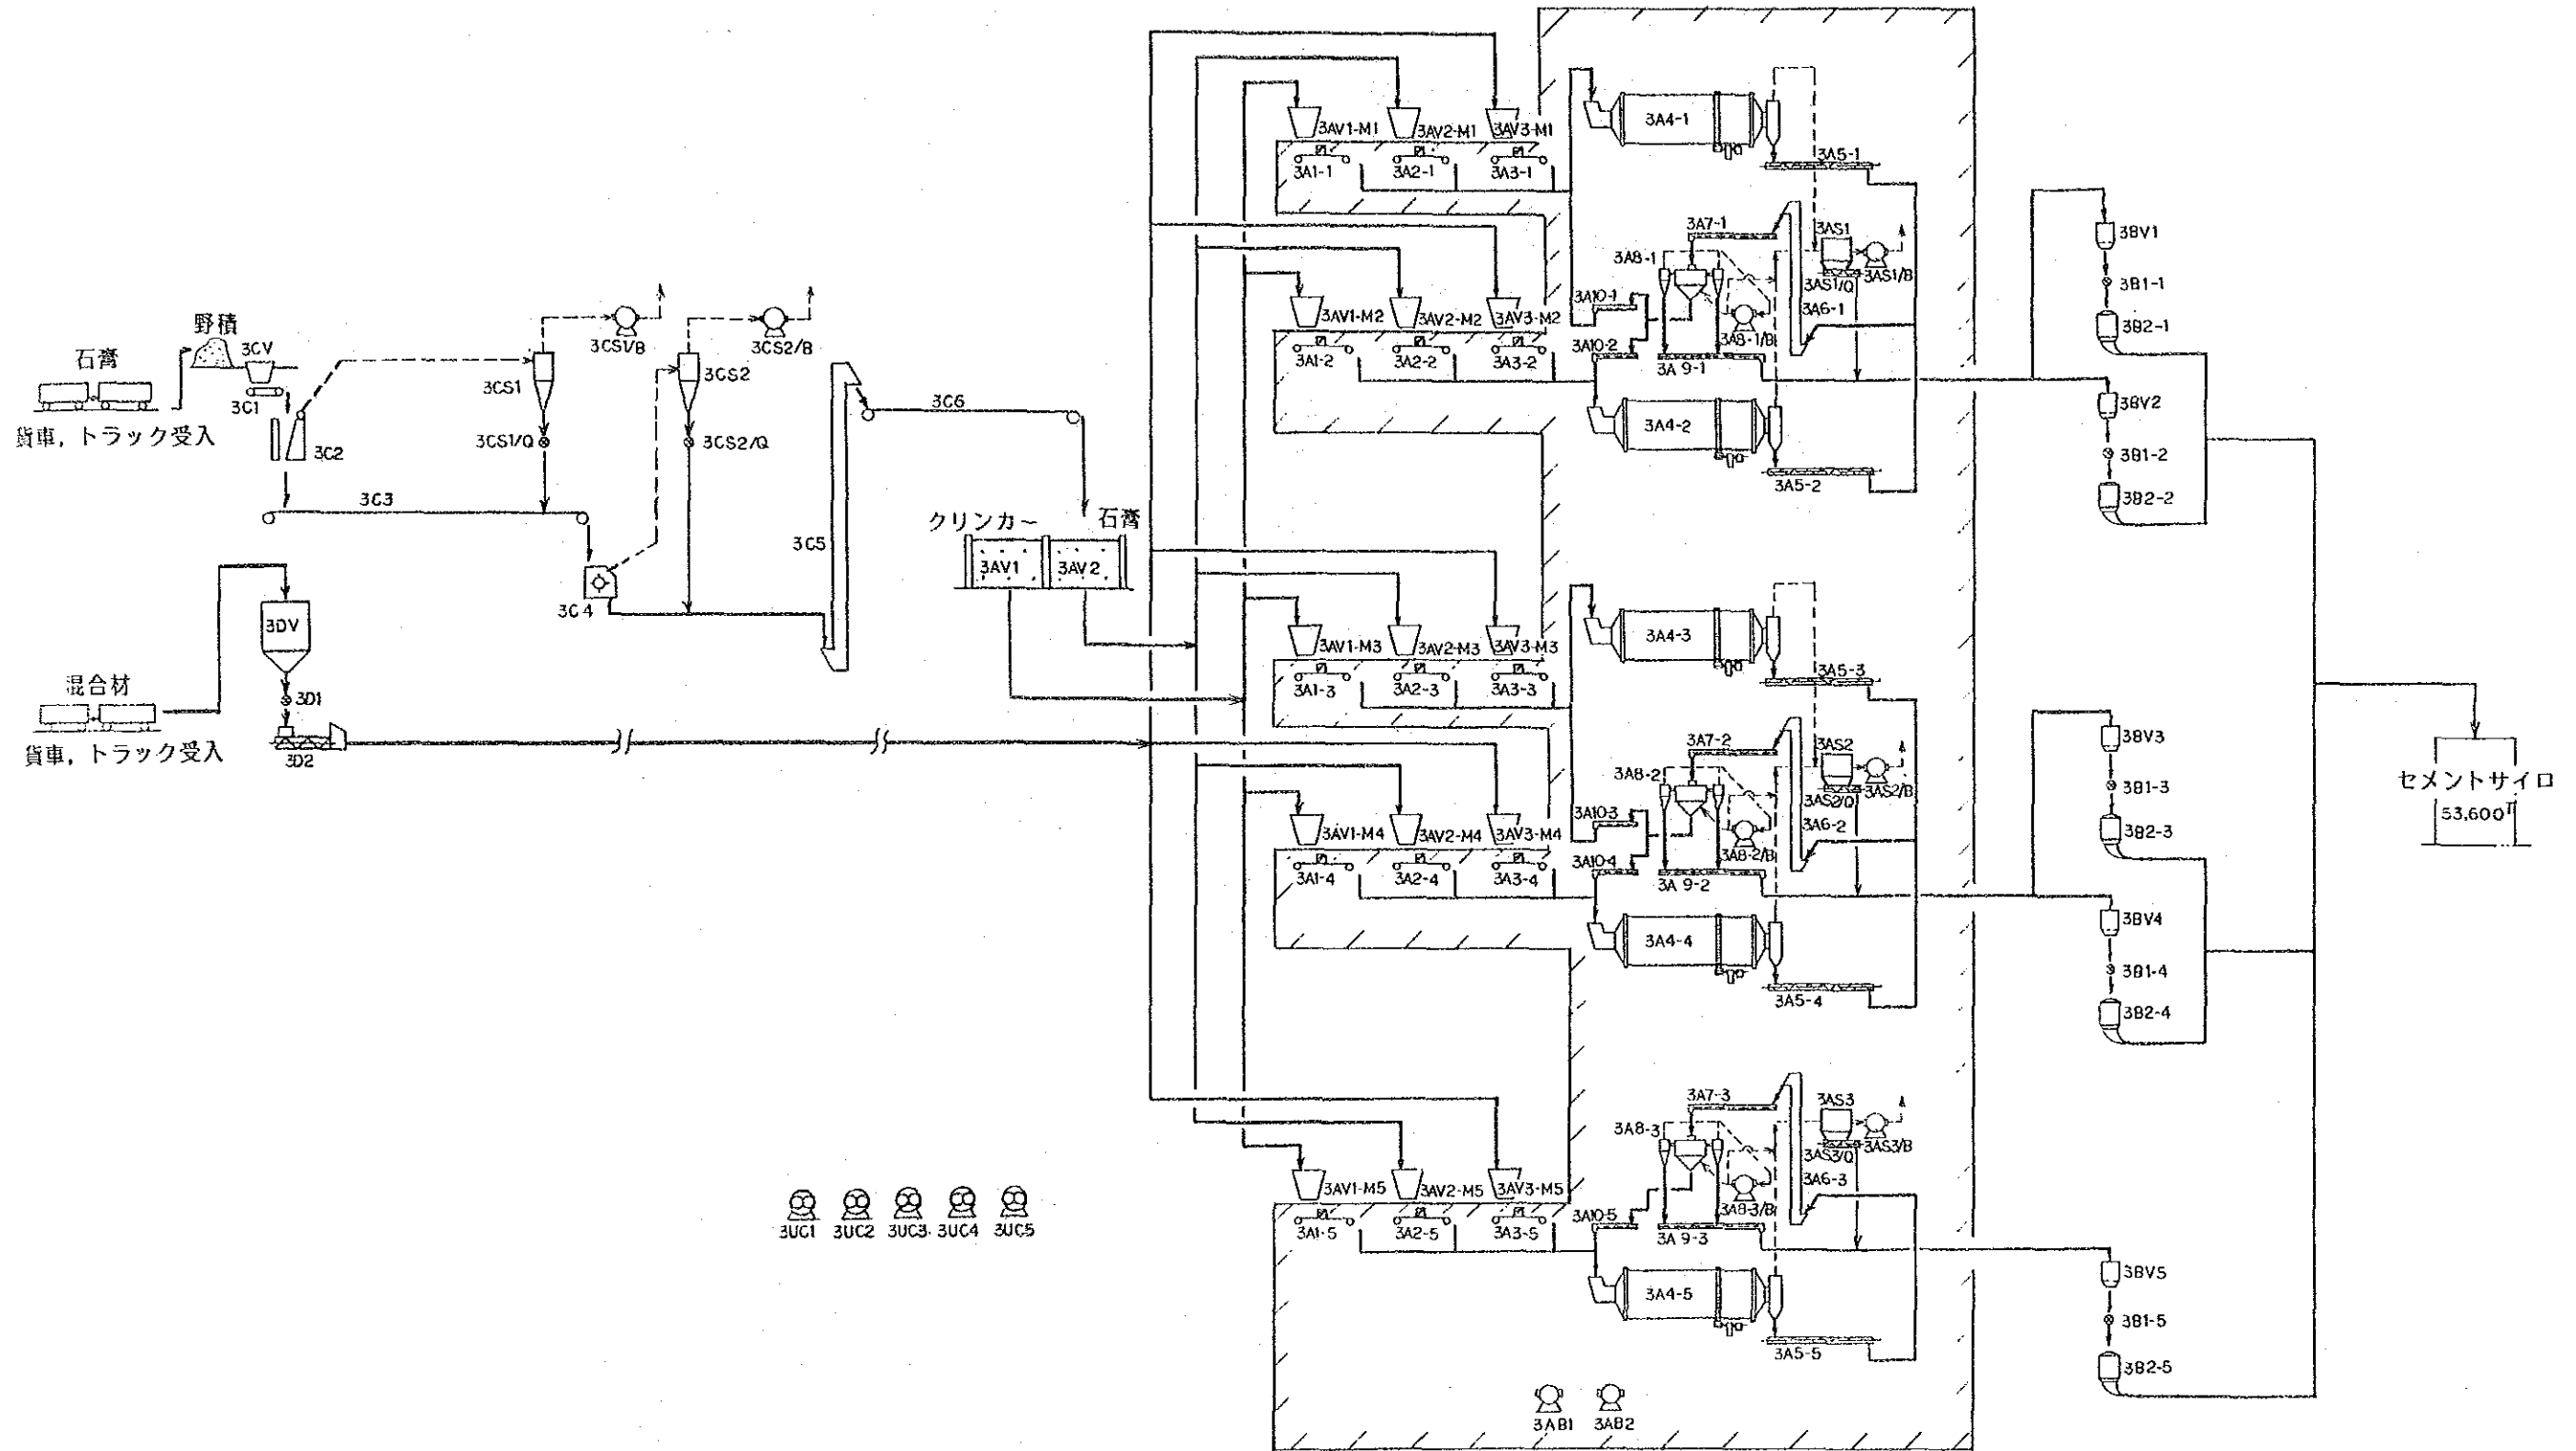 野積
石膏
3CV
3C1
貨車,トラック受入
3C2
3CS1/B
3CS2/B
3CS1
3CS2
3CS1/Q
3CS2/Q
3C3
3C4
3C5
3C6
クリンカー
石膏
3AV1
3AV2
3DV
混合材
3D1
貨車,トラック受入
3D2
3UC1
3UC2
3UC3
3UC4
3UC5
3AV1-M1
3AV2-M1
3AV3-M1
3A1-1
3A2-1
3A3-1
3A4-1
3A5-1
3A7-1
3AS1
3A8-1
3AS1/Q
3AS1/B
3A10-1
3A6-1
3A8-1/B
3AV1-M2
3AV2-M2
3AV3-M2
3A1-2
3A2-2
3A3-2
3A10-2
3A9-1
3A4-2
3A5-2
3AV1-M3
3AV2-M3
3AV3-M3
3A1-3
3A2-3
3A3-3
3A4-3
3A5-3
3A7-2
3AS2
3A8-2
3AS2/Q
3AS2/B
3A10-3
3A6-2
3A8-2/B
3AV1-M4
3AV2-M4
3AV3-M4
3A1-4
3A2-4
3A3-4
3A10-4
3A9-2
3A4-4
3A5-4
3A7-3
3AS3
3A8-3
3AS3/Q
3AS3/B
3A6-3
3A8-3/B
3AV1-M5
3AV2-M5
3AV3-M5
3A1-5
3A2-5
3A3-5
3A10-5
3A9-3
3A4-5
3A5-5
3AB1
3AB2
3BV1
3B1-1
3B2-1
3BV2
3B1-2
3B2-2
3BV3
3B1-3
3B2-3
3BV4
3B1-4
3B2-4
3BV5
3B1-5
3B2-5
セメントサイロ
53,600T